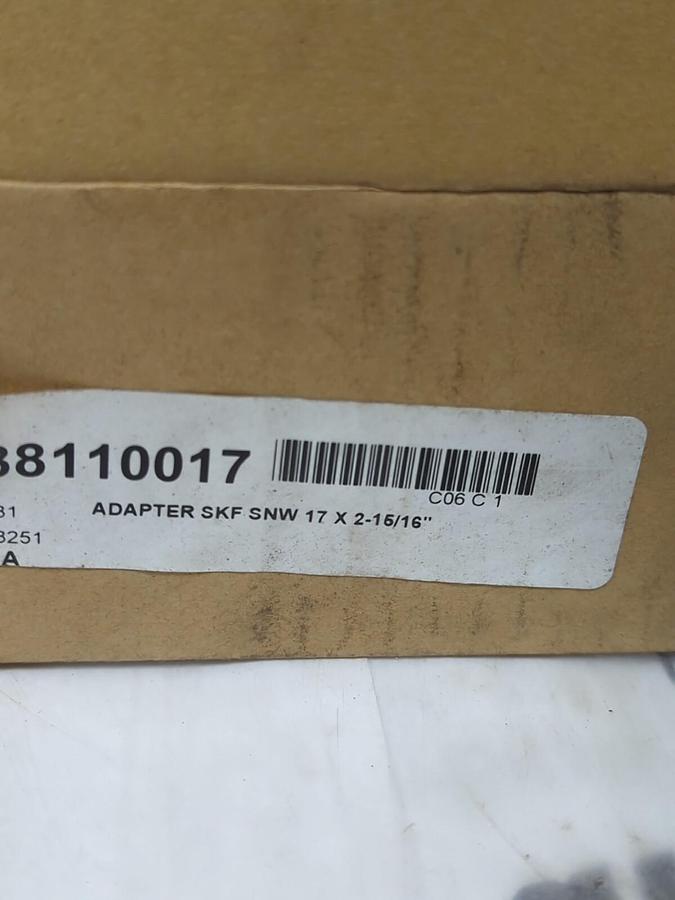 38110017
C06 C 1
31
ADAPTER SKF SNW 17 X 2-15/16"
3251
A